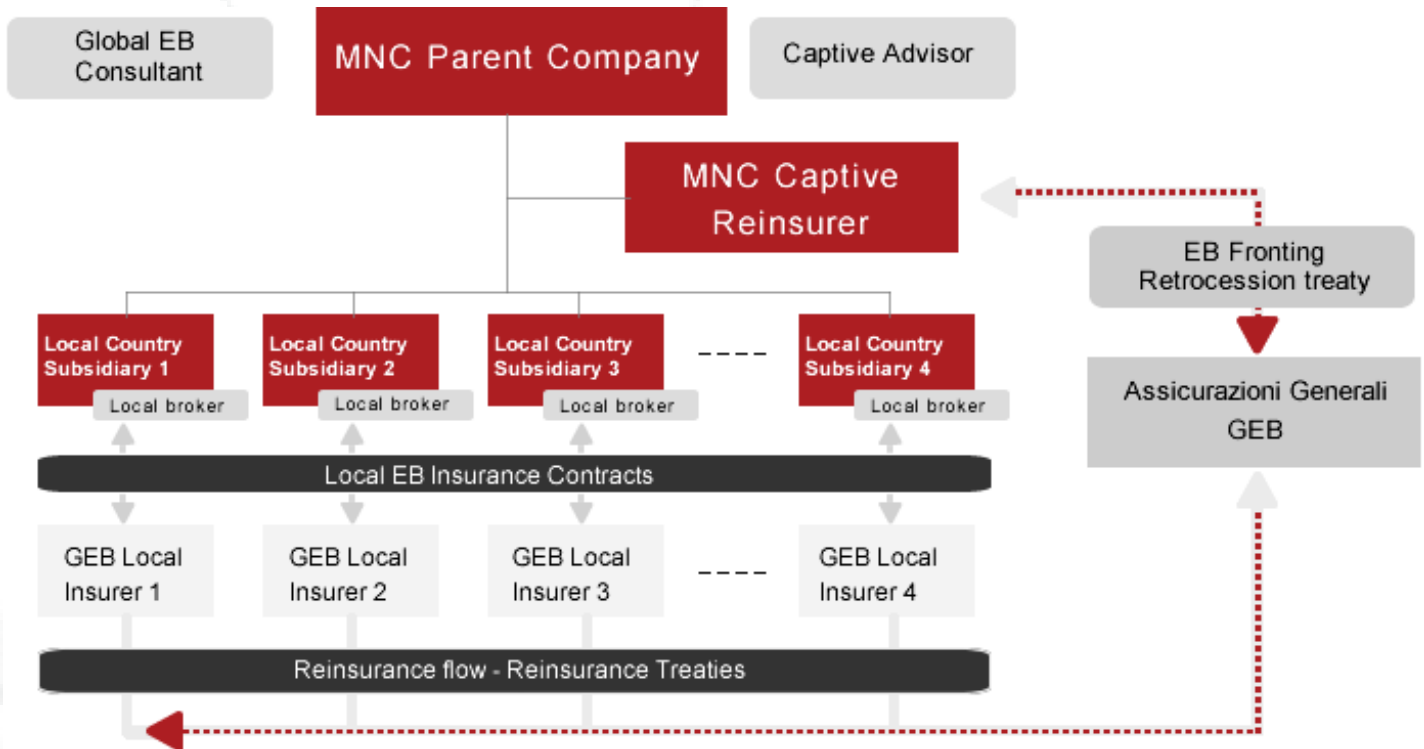 Global EB
Consultant
MNC Parent Company
Captive Advisor
MNC Captive
Reinsurer
EB Fronting
Retrocession treaty
Local Country
Subsidiary 1
Local broker
Local Country
Subsidiary 2
Local broker
Local Country
Subsidiary 3
Local broker
Local Country
Subsidiary 4
Local broker
Assicurazioni Generali
GEB
Local EB Insurance Contracts
GEB Local
Insurer 1
GEB Local
Insurer 2
GEB Local
Insurer 3
GEB Local
Insurer 4
Reinsurance flow - Reinsurance Treaties